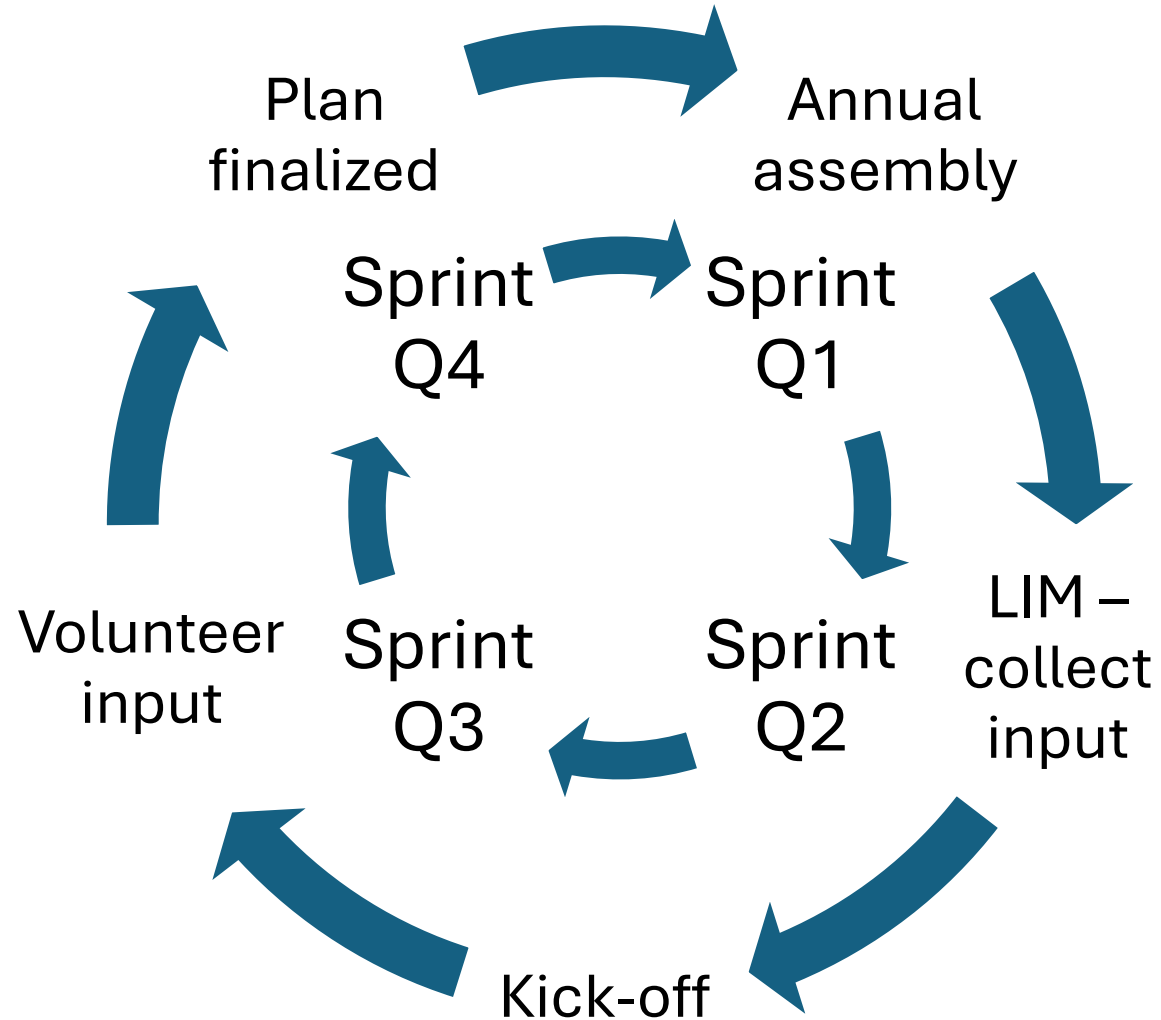 Plan
finalized
Annual
assembly
Sprint
Q4
Sprint
Q1
LIM –
collect
input
Volunteer
input
Sprint
Q3
Sprint
Q2
Kick-off